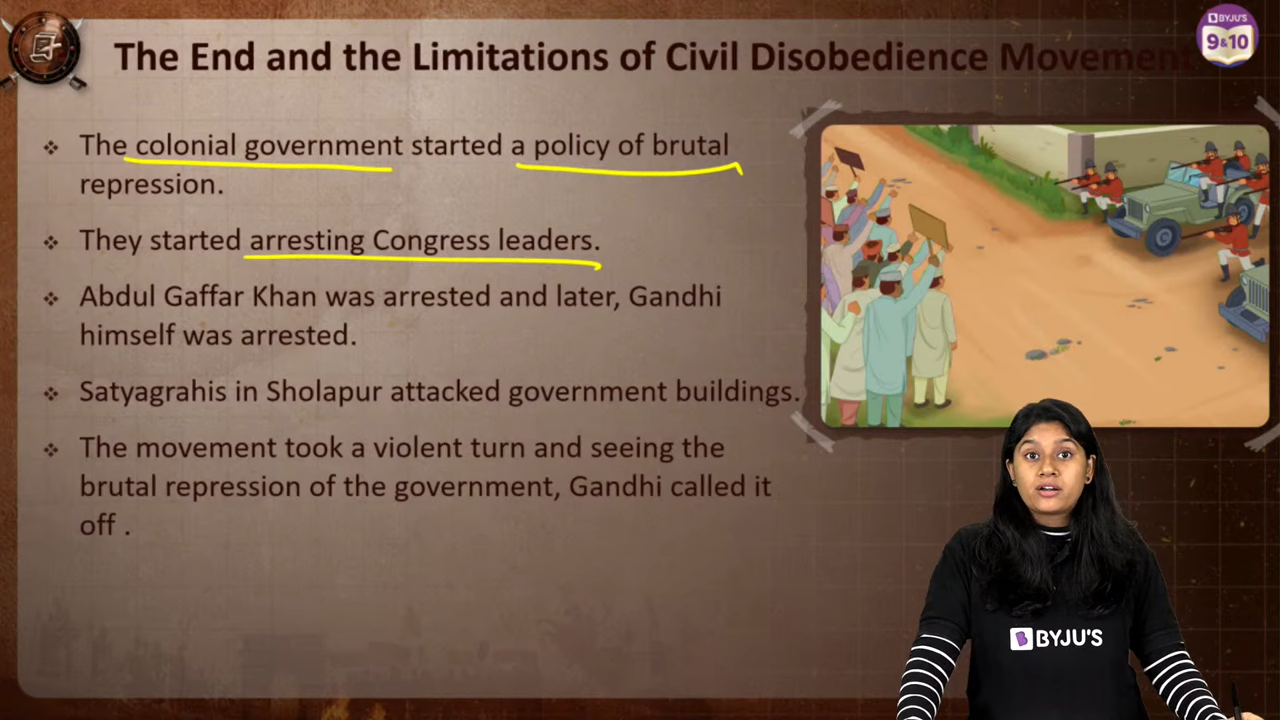 BYJU'S
9&10
The End and the Limitations of Civil Disobedience Movement
The colonial government started a policy of brutal
repression.
They started arresting Congress leaders.
Abdul Gaffar Khan was arrested and later, Gandhi
himself was arrested.
Satyagrahis in Sholapur attacked government buildings.
The movement took a violent turn and seeing the
brutal repression of the government, Gandhi called it
off .
BYJU'S